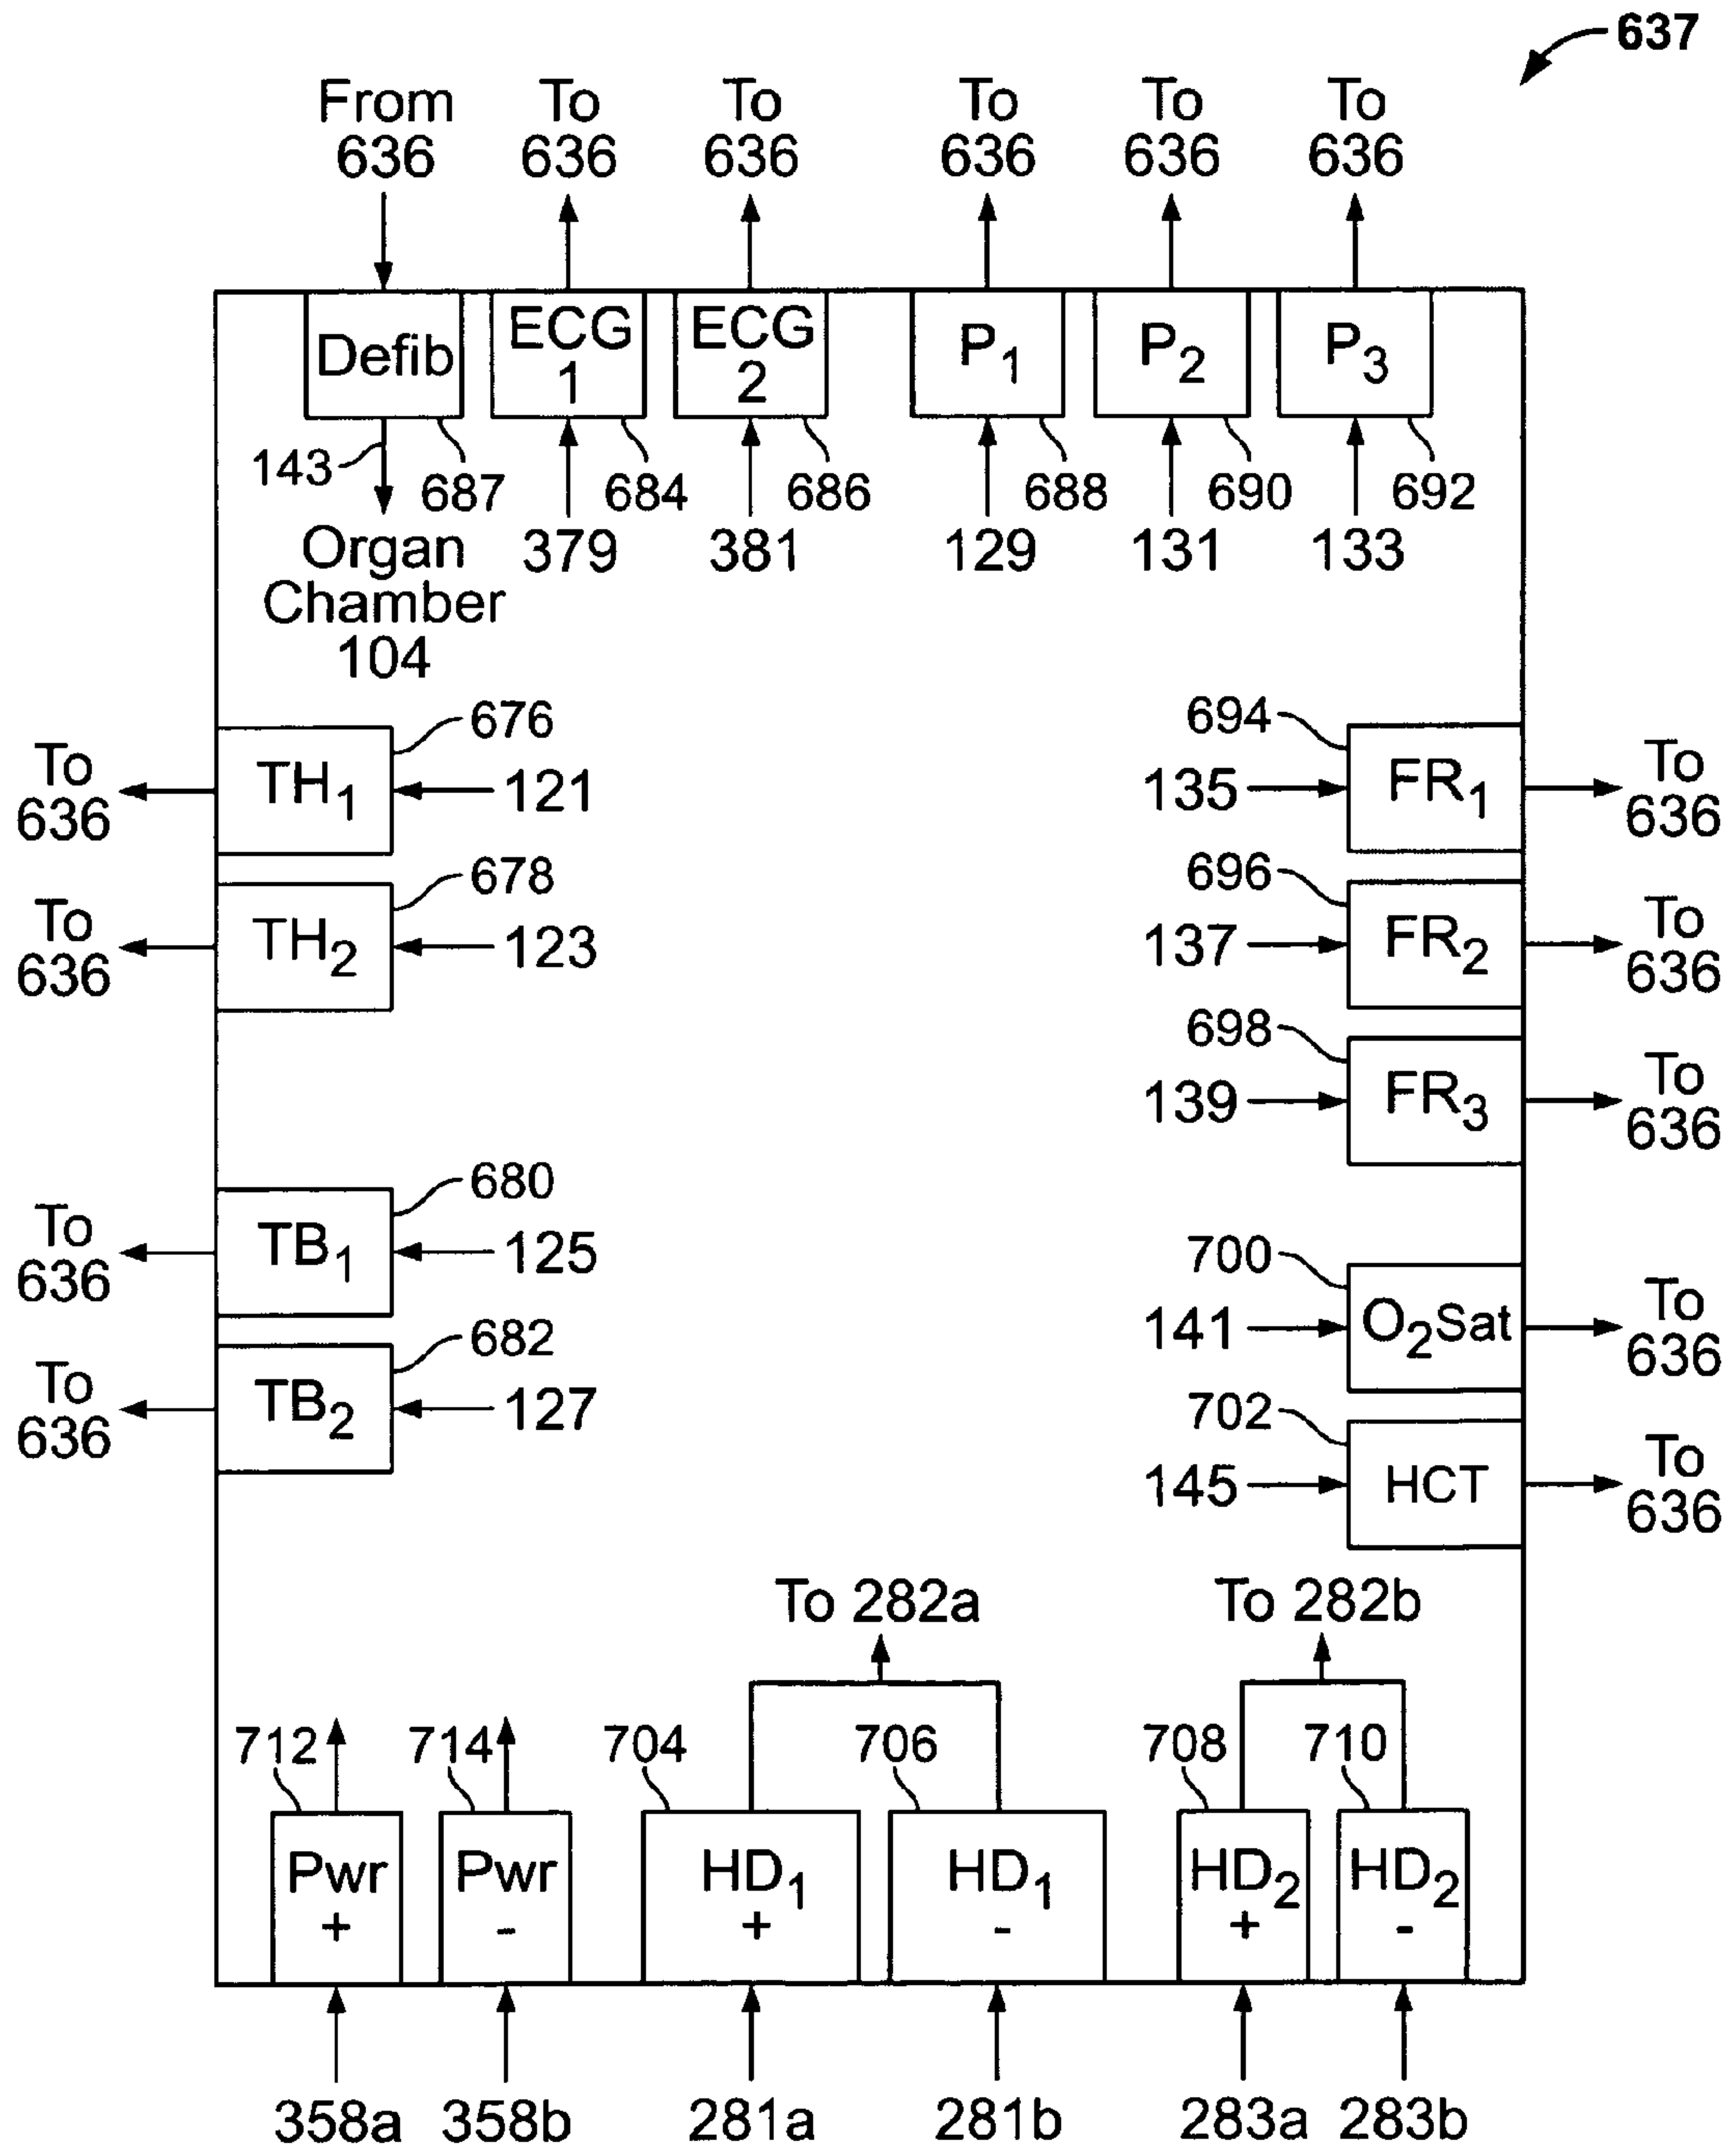 637
From
636
To
636
To
636
To
636
To
636
To
636
Defib
ECG
1
ECG
2
P1
P2
P3
143
687
684
686
688
690
692
Organ
Chamber
104
379
381
129
131
133
To
636
TH1
676
121
To
636
TH2
678
123
To
636
TB1
680
125
To
636
TB2
682
127
694
135
FR1
To
636
696
137
FR2
To
636
698
139
FR3
To
636
700
141
O2Sat
To
636
702
145
HCT
To
636
To 282a
To 282b
712
714
704
706
708
710
Pwr
+
Pwr
-
HD1
+
HD1
-
HD2
+
HD2
-
358a
358b
281a
281b
283a
283b